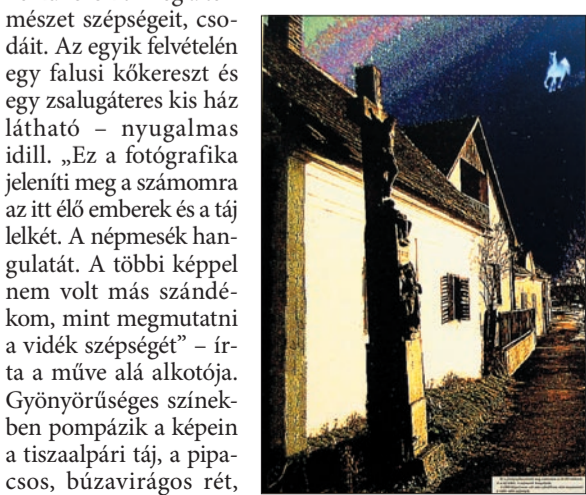 mészet szépségeit, cso-
dáit. Az egyik felvételén
egy falusi kőkereszt és
egy zsalugáteres kis ház
látható – nyugalmas
idill. „Ez a fotógrafika
jeleníti meg a számomra
az itt élő emberek és a táj
lelkét. A népmesék han-
gulatát. A többi képpel
nem volt más szándé-
kom, mint megmutatni
a vidék szépségét” – ír-
ta a műve alá alkotója.
Gyönyörűséges színek-
ben pompázik a képein
a tiszaalpári táj, a pipa-
csos, búzavirágos rét,